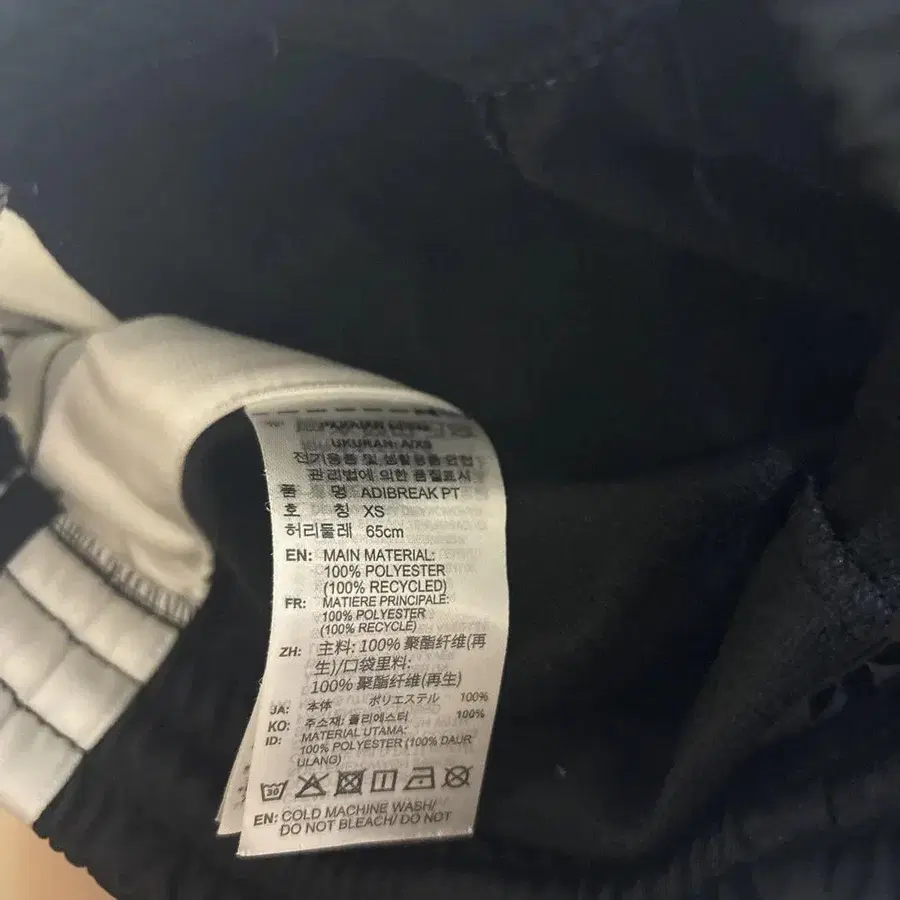 UKURAN: A/XS
전기용품 및 생활용품 안전
관리법에 의한 품질표시
품 명 ADIBREAK PT
호 칭 XS
허리둘레 65cm
EN: MAIN MATERIAL:
100% POLYESTER
(100% RECYCLED)
FR: MATIERE PRINCIPALE:
100% POLYESTER
(100% RECYCLÉ)
ZH: 主料: 100% 聚酯纤维(再
生)/口袋里料:
100% 聚酯纤维(再生)
JA: 本体 ポリエステル 100%
KO: 주소재: 폴리에스터 100%
ID: MATERIAL UTAMA:
100% POLYESTER (100% DAUR
ULANG)
30
EN: COLD MACHINE WASH/
DO NOT BLEACH/ DO NOT